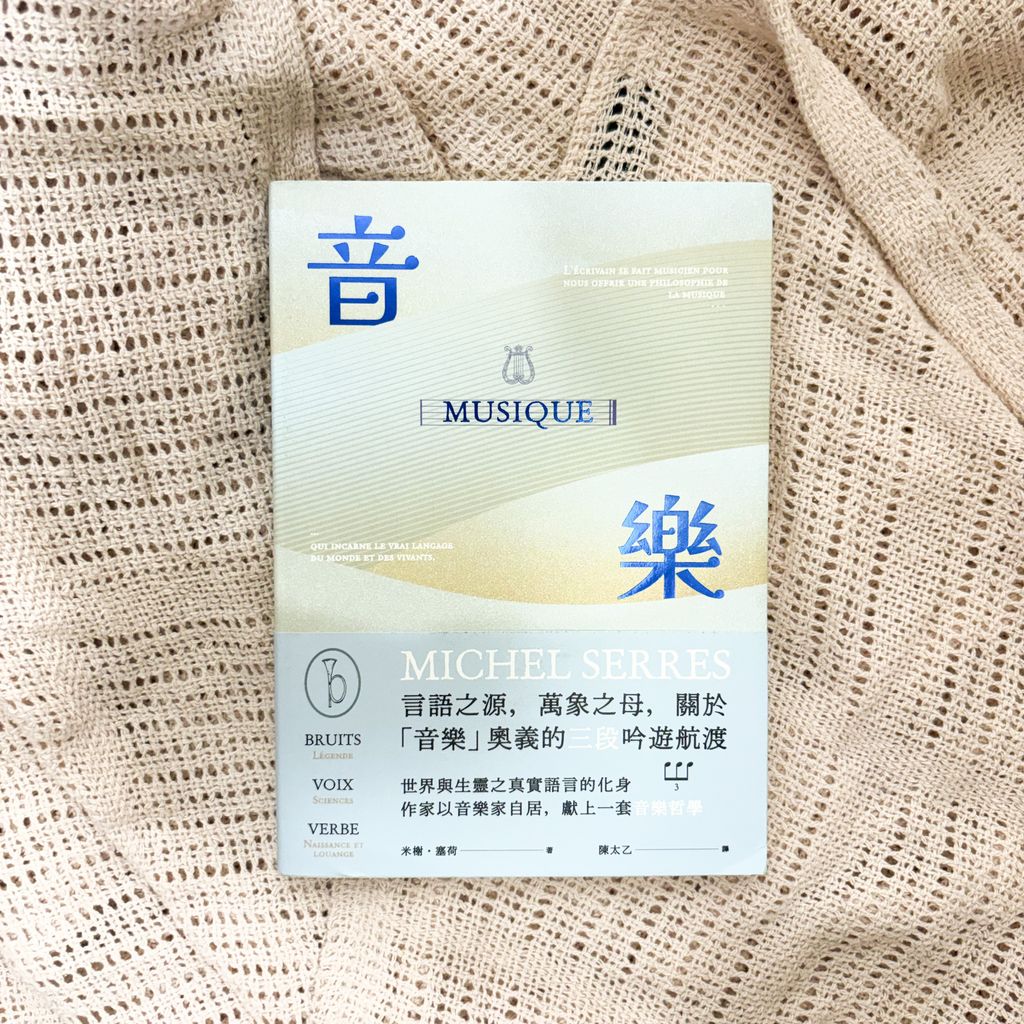 音
L'ÉCRIVAIN SE FAIT MUSICIEN POUR
NOUS OFFRIR UNE PHILOSOPHIE DE
LA MUSIQUE
...
MUSIQUE
樂
...
QUI INCARNE LE VRAI LANGAGE
DU MONDE ET DES VIVANTS.
MICHEL SERRES
言語之源，萬象之母，關於
「音樂」奧義的三段吟遊航渡
3
世界與生靈之真實語言的化身
作家以音樂家自居，獻上一套音樂哲學
米榭・塞荷 著 陳太乙 譯
BRUITS
LÉGENDE
VOIX
SCIENCES
VERBE
NAISSANCE ET
LOUANGE